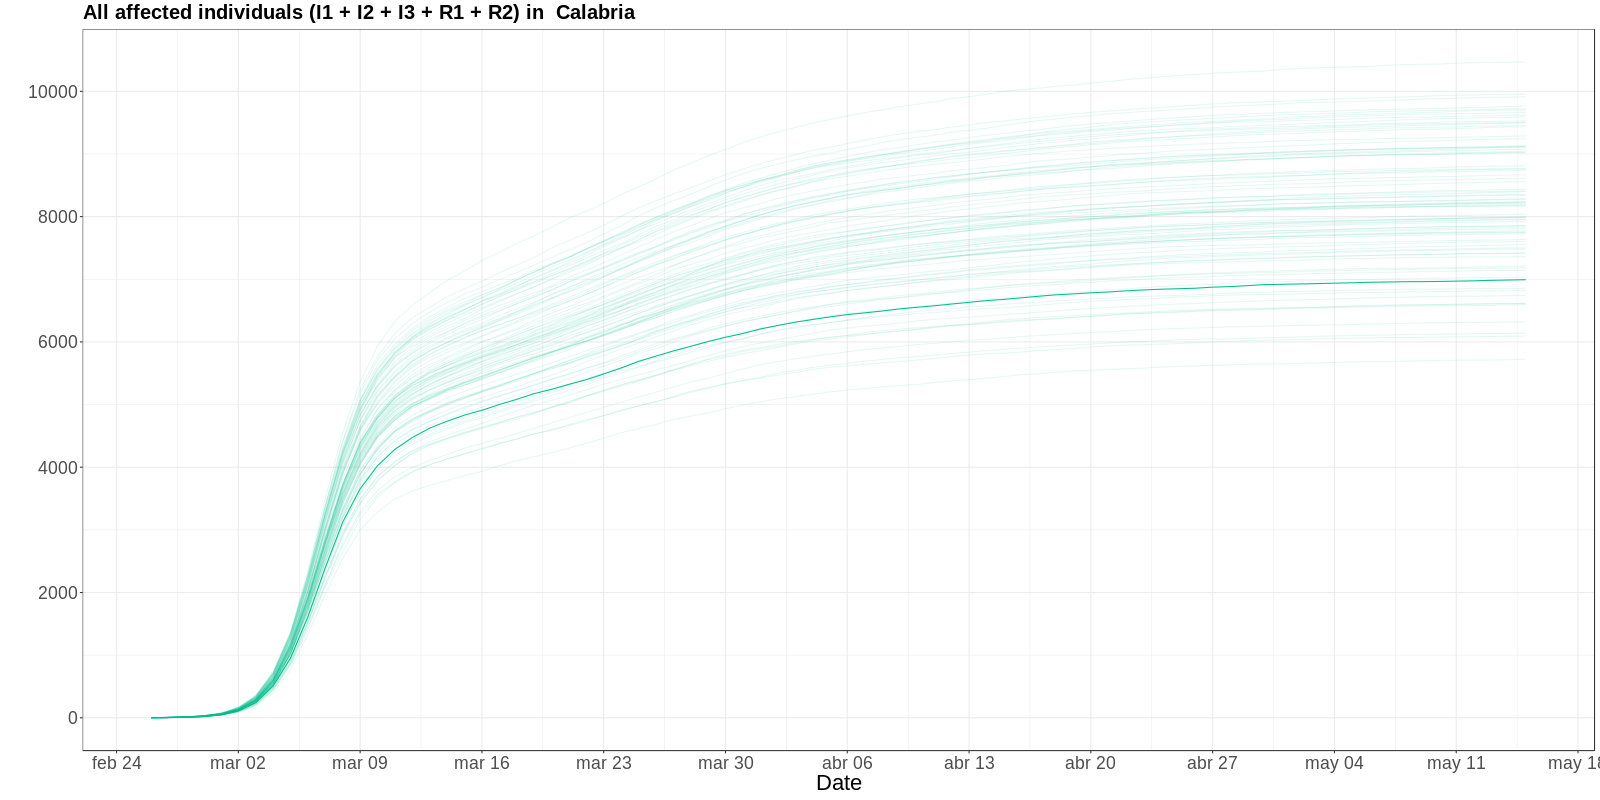 All affected individuals (I1 + I2 + I3 + R1 + R2) in  Calabria
10000
8000
6000
4000
2000
0
feb 24 mar 02 mar 09 mar 16 mar 23 mar 30 abr 06 abr 13 abr 20 abr 27 may 04 may 11 may 18
Date